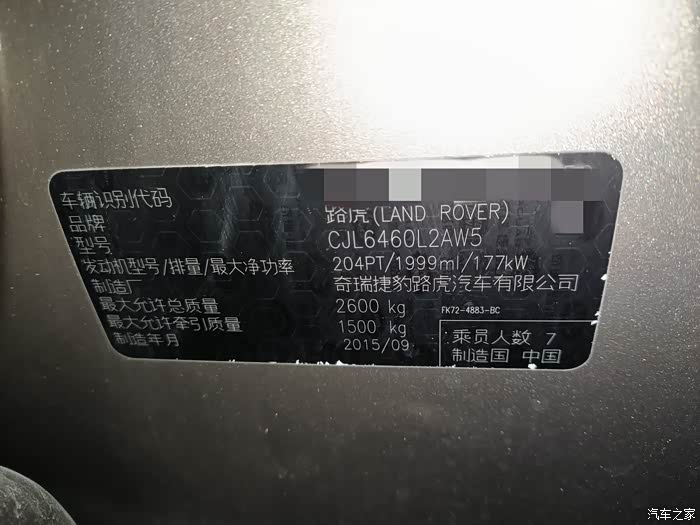 车辆识别代码
品牌 路虎(LAND ROVER)
型号 CJL6460L2AW5
发动机型号/排量/最大净功率 204PT/1999ml/177kW
制造厂 奇瑞捷豹路虎汽车有限公司
最大允许总质量 2600 kg
最大允许牵引质量 1500 kg
制造年月 2015/09
FK72-4883-BC
乘员人数 7
制造国 中国
汽车之家